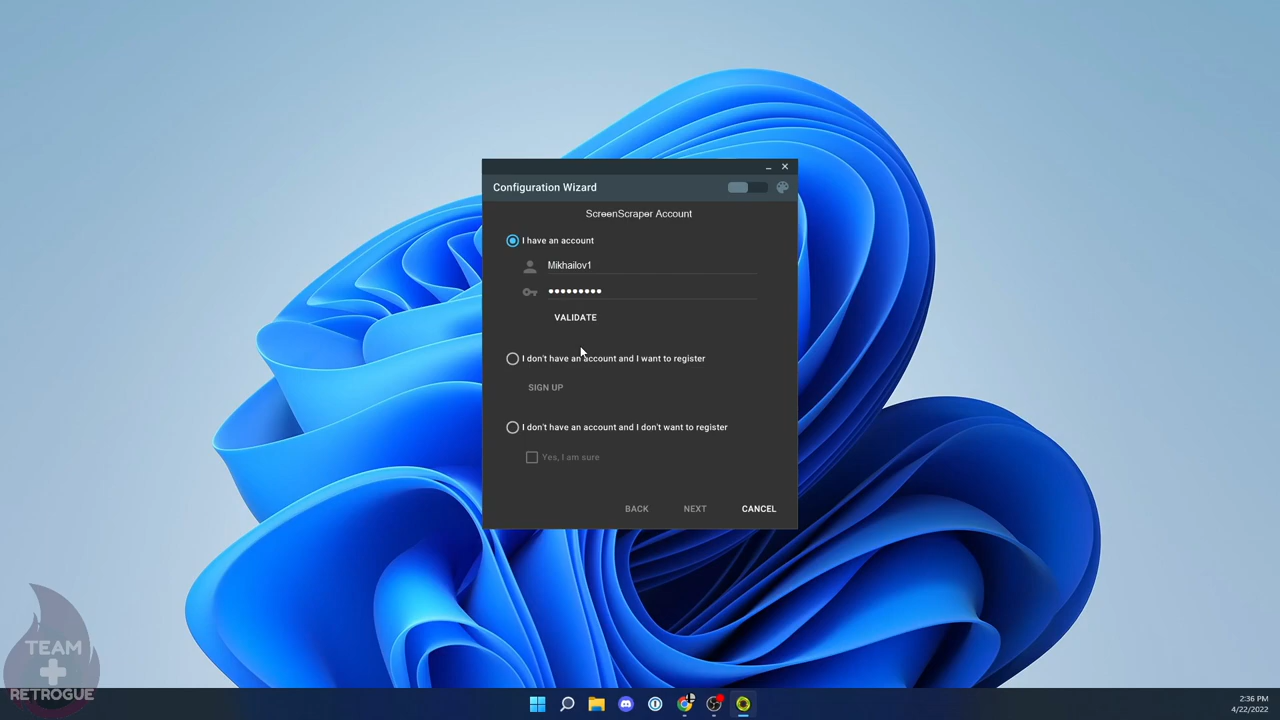 Configuration Wizard
ScreenScraper Account
I have an account
Mikhailov1
•••••••••
VALIDATE
I don't have an account and I want to register
SIGN UP
I don't have an account and I don't want to register
Yes, I am sure
BACK NEXT CANCEL
TEAM
RETROGUE
2:36 PM
4/22/2022